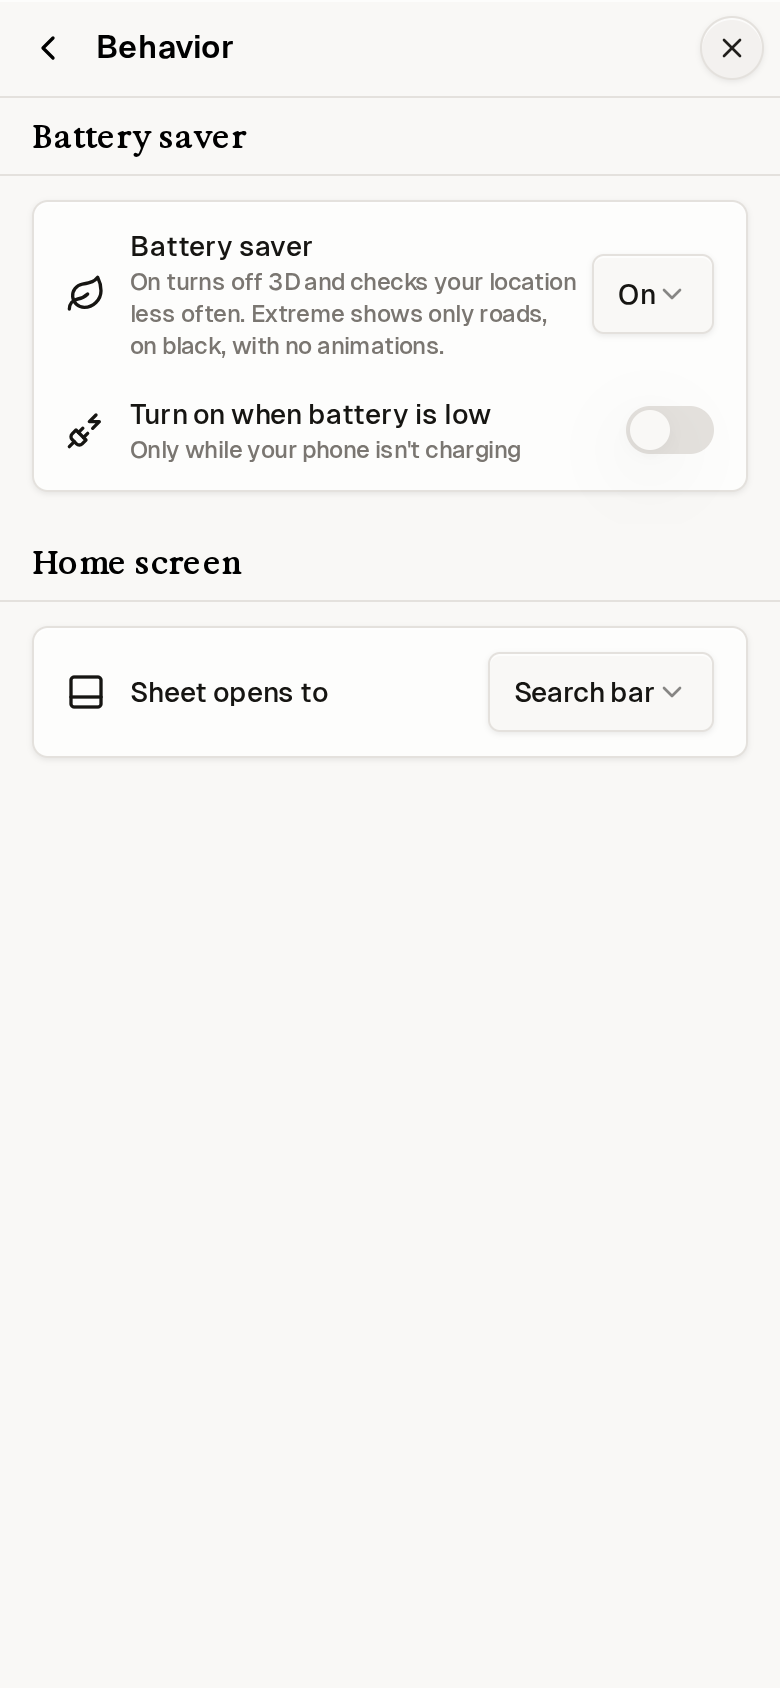 Behavior
Battery saver
Battery saver
On turns off 3D and checks your location
less often. Extreme shows only roads,
on black, with no animations.
On
Turn on when battery is low
Only while your phone isn't charging
Home screen
Sheet opens to
Search bar